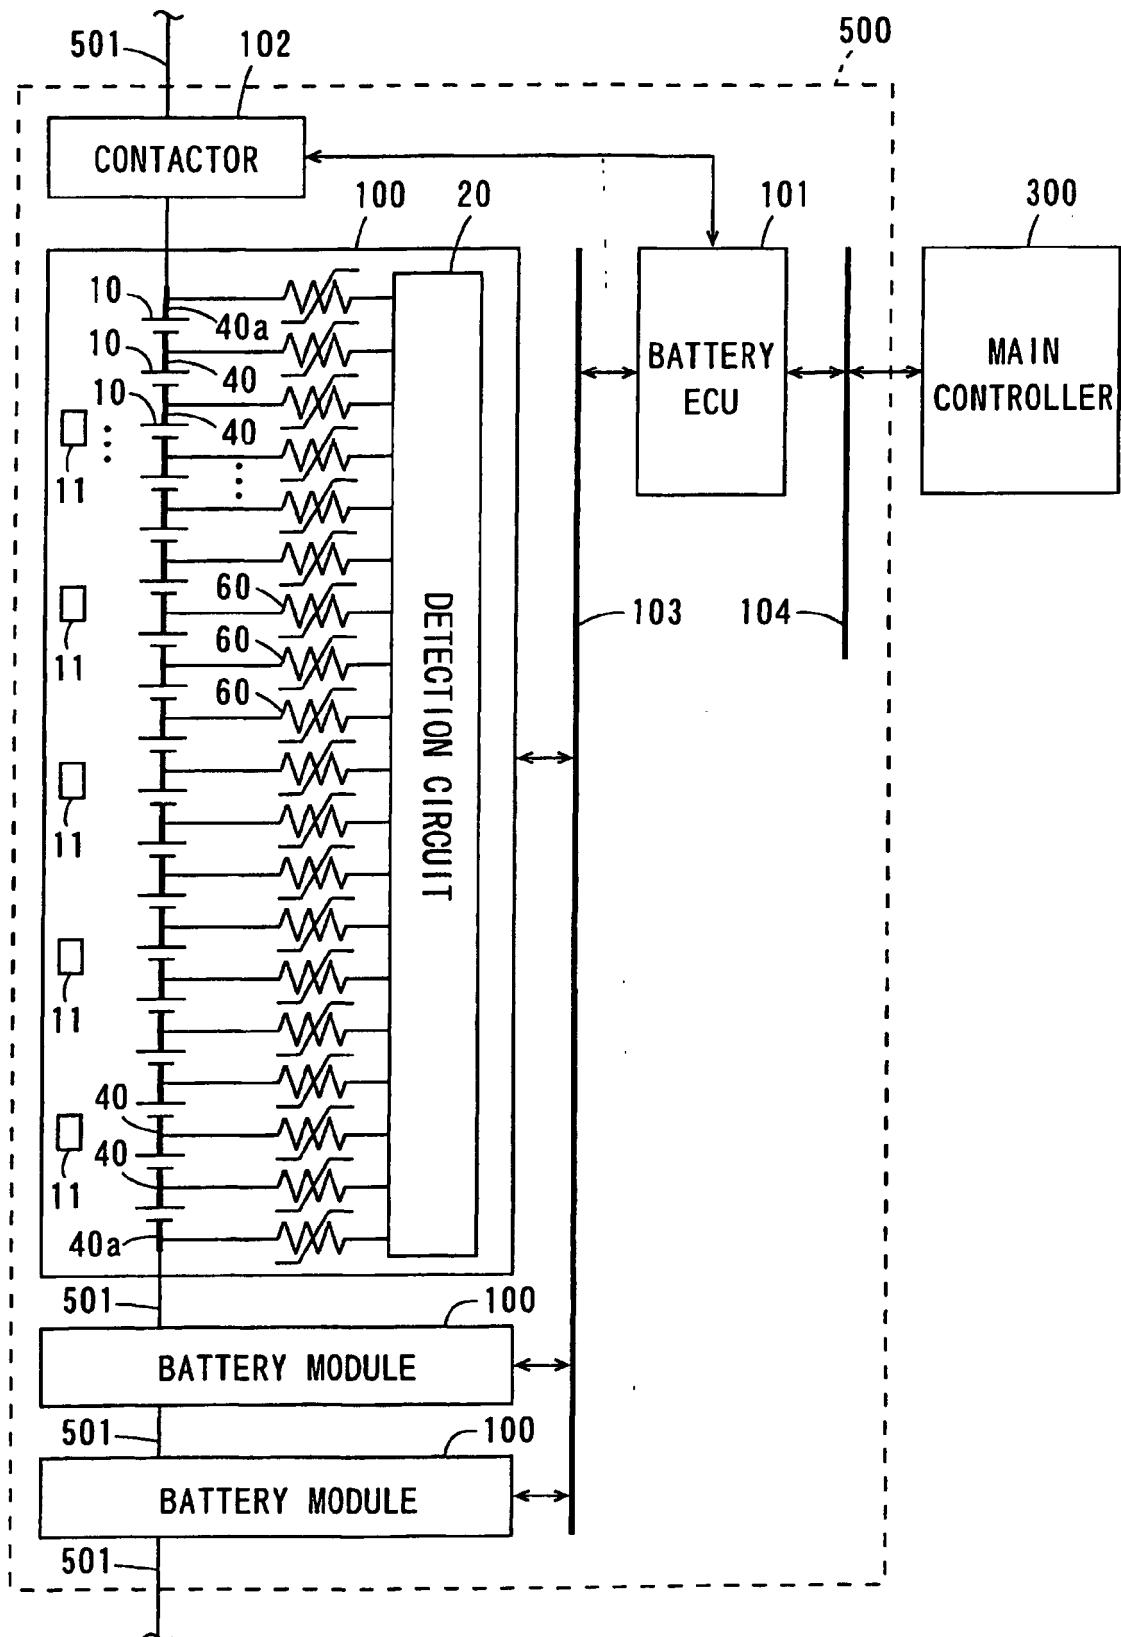 501
102
500
CONTACTOR
100
20
101
300
10
40a
10
40
10
40
11
BATTERY
ECU
MAIN
CONTROLLER
60
11
60
60
103
104
DETECTION CIRCUIT
11
11
40
40
11
40a
501
100
BATTERY MODULE
501
100
BATTERY MODULE
501